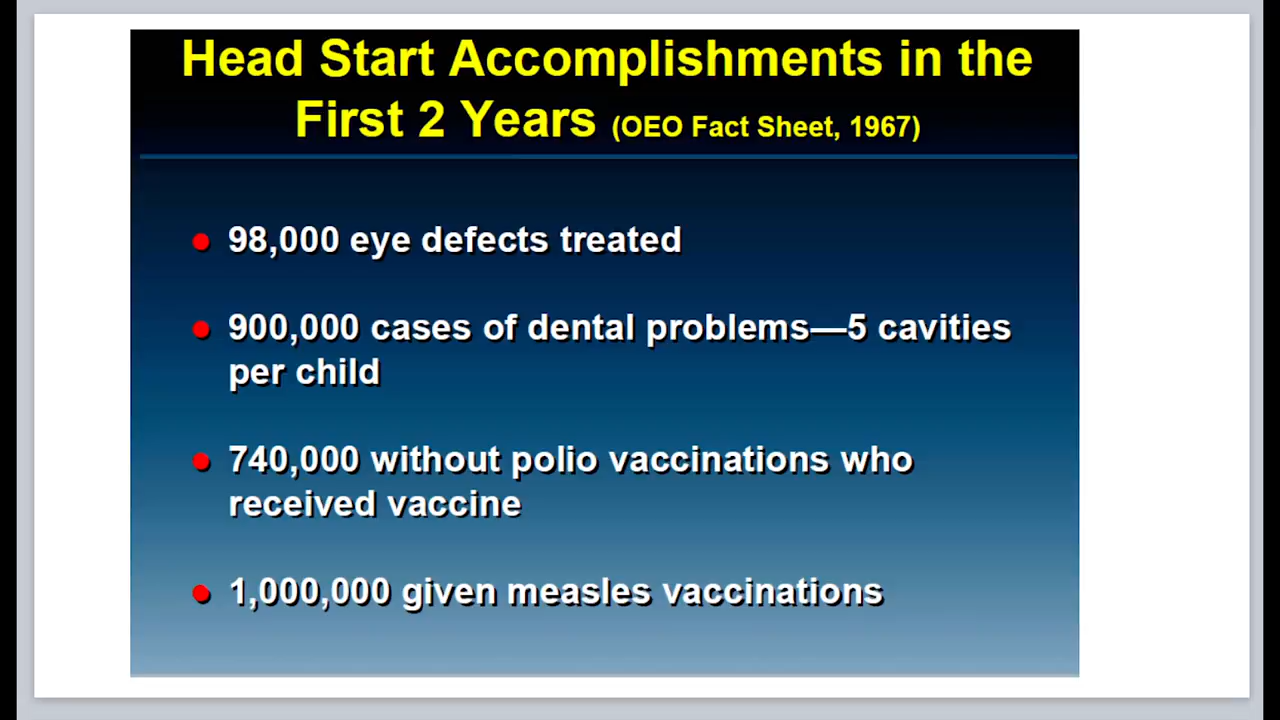 Head Start Accomplishments in the
First 2 Years (OEO Fact Sheet, 1967)
● 98,000 eye defects treated
● 900,000 cases of dental problems—5 cavities
per child
● 740,000 without polio vaccinations who
received vaccine
● 1,000,000 given measles vaccinations